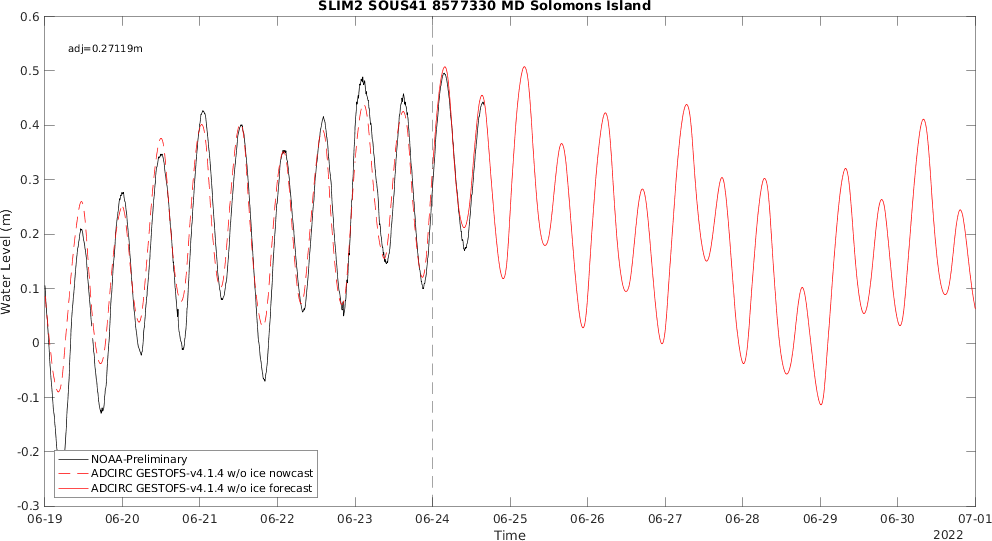 SLIM2 SOUS41 8577330 MD Solomons Island
adj=0.27119m
Water Level (m)
0.6
0.5
0.4
0.3
0.2
0.1
0
-0.1
-0.2
-0.3
NOAA-Preliminary
ADCIRC GESTOFS-v4.1.4 w/o ice nowcast
ADCIRC GESTOFS-v4.1.4 w/o ice forecast
06-19 06-20 06-21 06-22 06-23 06-24 06-25 06-26 06-27 06-28 06-29 06-30 07-01
Time
2022